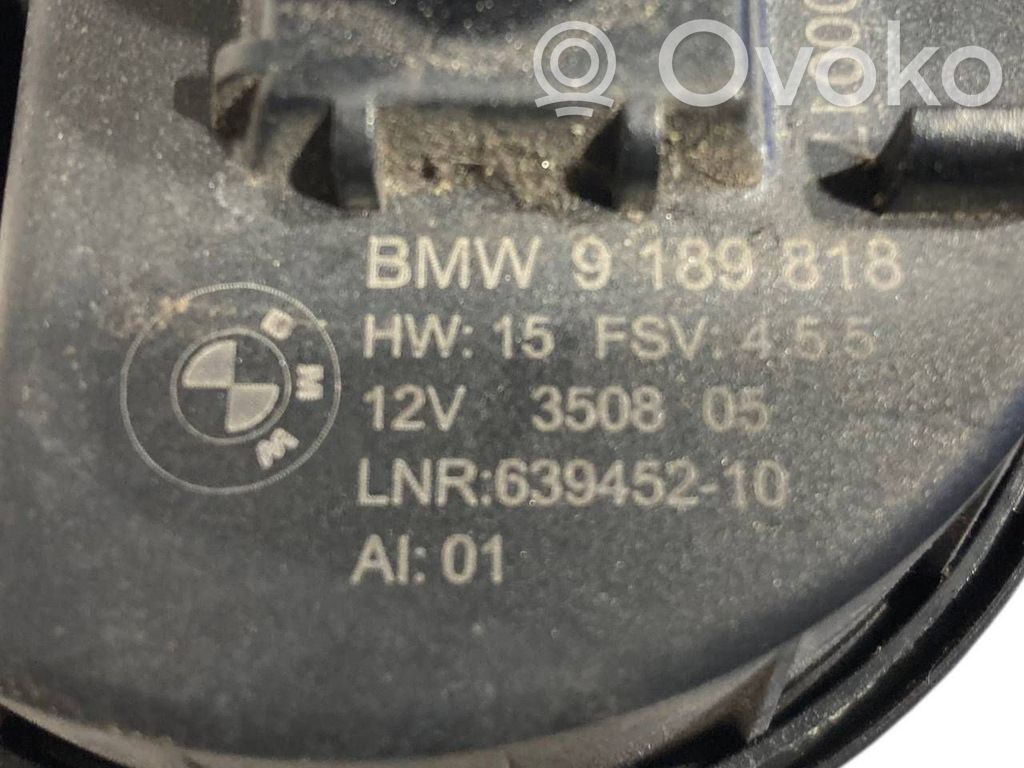 Ovoko
BMW 9 189 818
HW: 15 FSV: 4 5 5
12V 3508 05
LNR:639452-10
AI: 01
B M W